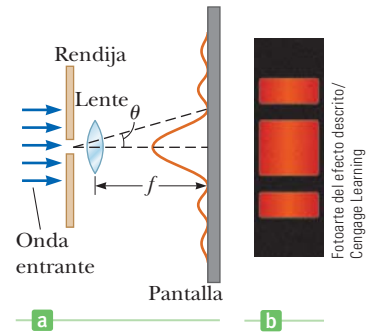 Rendija
Lente
θ
f
Onda
entrante
Pantalla
a
b
Fotoarte del efecto descrito/
Cengage Learning